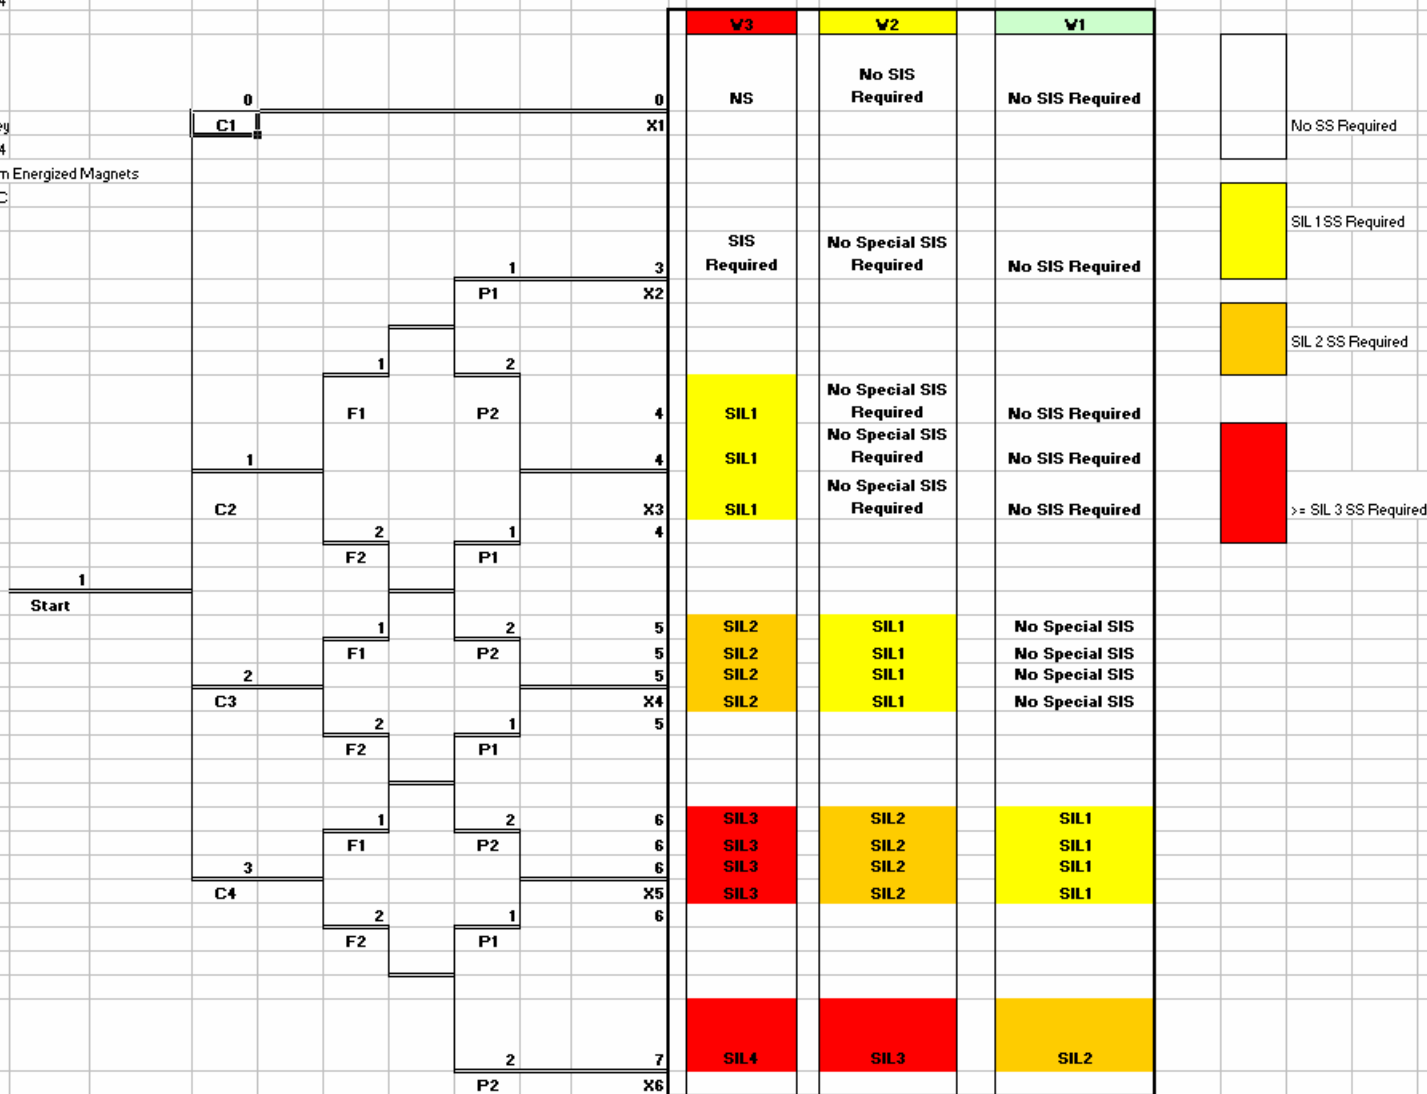 W3 W2 W1
No SIS
0 0 NS Required No SIS Required
C1 X1
ey
No SS Required
4
m Energized Magnets
C
SIL 1 SS Required
SIS No Special SIS
1 3 Required Required No SIS Required
P1 X2
SIL 2 SS Required
1 2
No Special SIS
F1 P2 4 SIL1 Required No SIS Required
No Special SIS
1 4 SIL1 Required No SIS Required
No Special SIS
C2 X3 SIL1 Required No SIS Required
>= SIL 3 SS Required
2 1 4
F2 P1
1
Start
1 2 5 SIL2 SIL1 No Special SIS
F1 P2 5 SIL2 SIL1 No Special SIS
2 5 SIL2 SIL1 No Special SIS
C3 X4 SIL2 SIL1 No Special SIS
2 1 5
F2 P1
1 2 6 SIL3 SIL2 SIL1
F1 P2 6 SIL3 SIL2 SIL1
3 6 SIL3 SIL2 SIL1
C4 X5 SIL3 SIL2 SIL1
2 1 6
F2 P1
2 7 SIL4 SIL3 SIL2
P2 X6